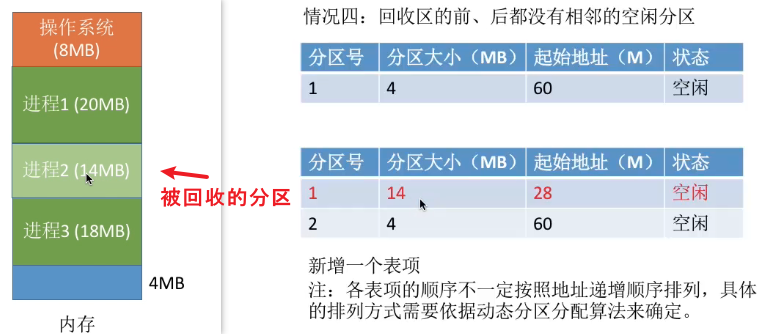 操作系统
(8MB)
进程1 (20MB)
进程2 (14MB)
进程3 (18MB)
4MB
内存
被回收的分区
情况四：回收区的前、后都没有相邻的空闲分区
分区号 分区大小（MB） 起始地址（M） 状态
1 4 60 空闲
分区号 分区大小（MB） 起始地址（M） 状态
1 14 28 空闲
2 4 60 空闲
新增一个表项
注：各表项的顺序不一定按照地址递增顺序排列，具体
的排列方式需要依据动态分区分配算法来确定。